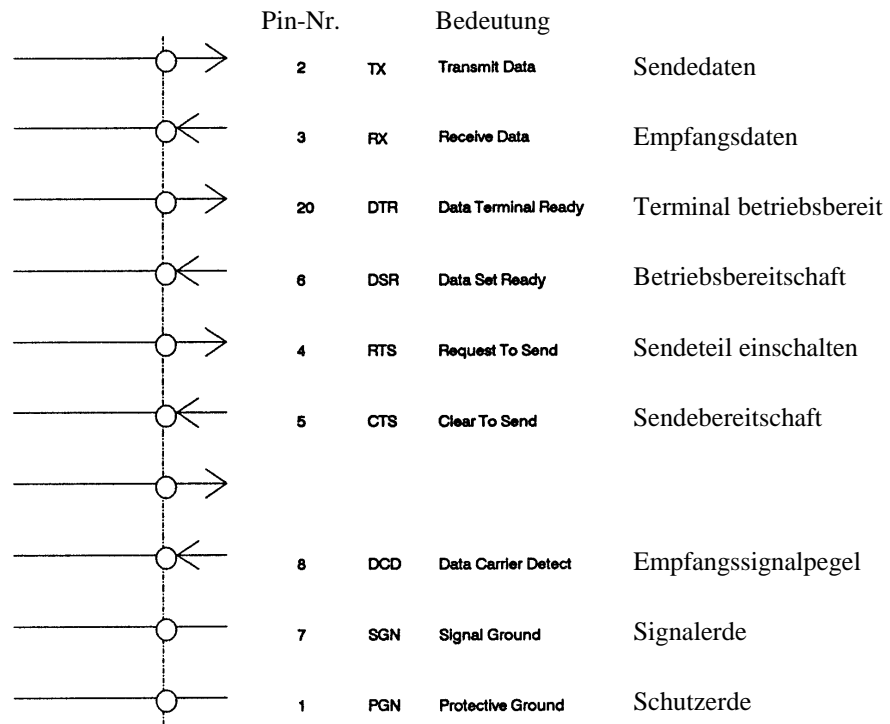 Pin-Nr. Bedeutung
2 TX Transmit Data Sendedaten
3 RX Receive Data Empfangsdaten
20 DTR Data Terminal Ready Terminal betriebsbereit
6 DSR Data Set Ready Betriebsbereitschaft
4 RTS Request To Send Sendeteil einschalten
5 CTS Clear To Send Sendebereitschaft
8 DCD Data Carrier Detect Empfangssignalpegel
7 SGN Signal Ground Signalerde
1 PGN Protective Ground Schutzerde